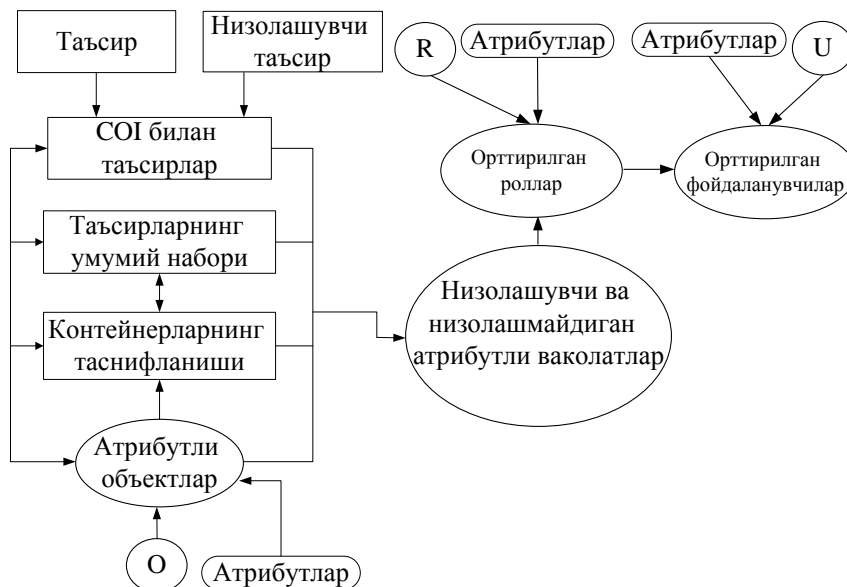 Таъсир
Низолашувчи
таъсир
R
Атрибутлар
Атрибутлар
U
COI билан
таъсирлар
Орттирилган
роллар
Орттирилган
фойдаланувчилар
Таъсирларнинг
умумий набори
Контейнерларнинг
таснифланиши
Низолашувчи ва
низолашмайдиган
атрибутли ваколатлар
Атрибутли
объектлар
O
Атрибутлар